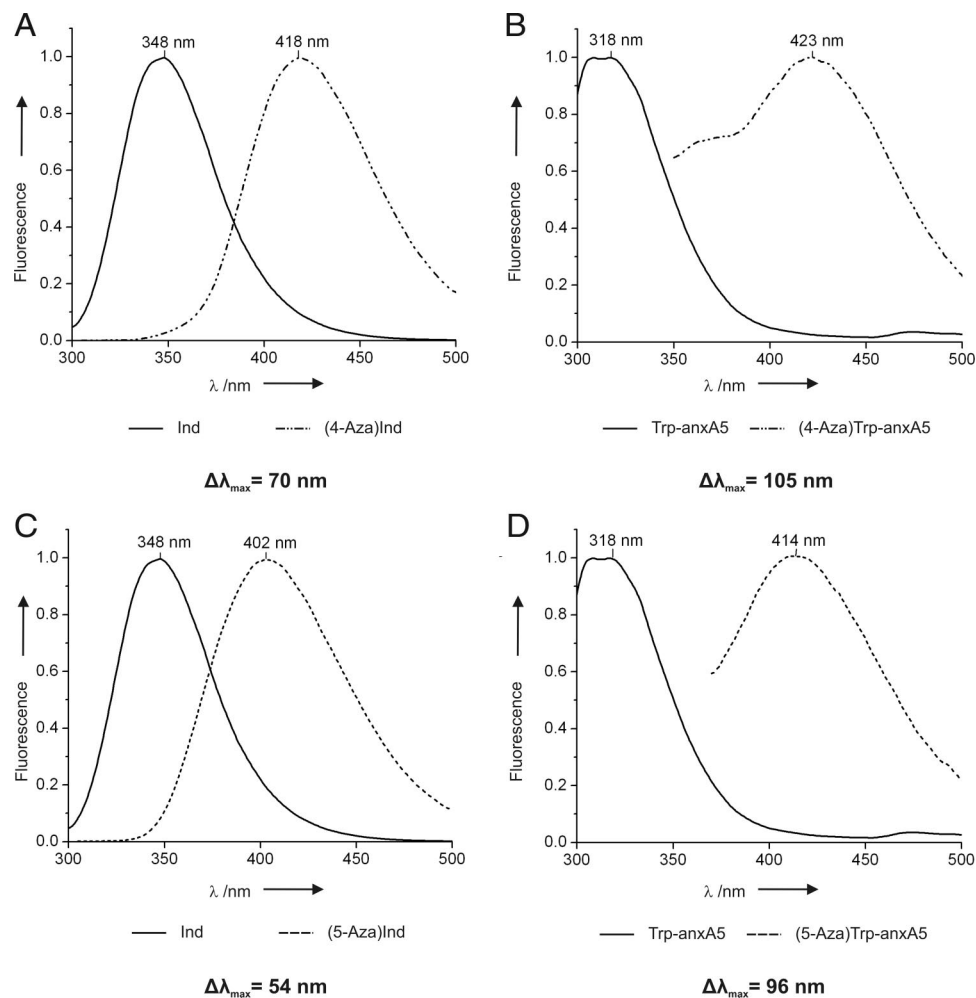 A
348 nm 418 nm
1.0
0.8
0.6
0.4
0.2
0.0
Fluorescence
300 350 400 450 500
λ /nm
Ind (4-Aza)Ind
Δλmax= 70 nm
B
318 nm 423 nm
1.0
0.8
0.6
0.4
0.2
0.0
Fluorescence
300 350 400 450 500
λ /nm
Trp-anxA5 (4-Aza)Trp-anxA5
Δλmax= 105 nm
C
348 nm 402 nm
1.0
0.8
0.6
0.4
0.2
0.0
Fluorescence
300 350 400 450 500
λ /nm
Ind (5-Aza)Ind
Δλmax= 54 nm
D
318 nm 414 nm
1.0
0.8
0.6
0.4
0.2
0.0
Fluorescence
300 350 400 450 500
λ /nm
Trp-anxA5 (5-Aza)Trp-anxA5
Δλmax= 96 nm